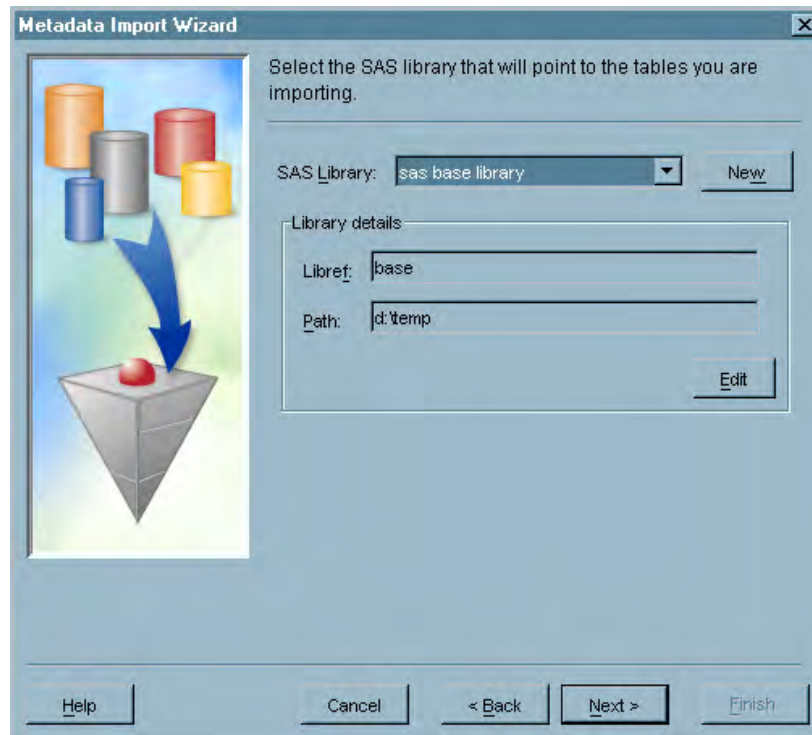 Metadata Import Wizard
Select the SAS library that will point to the tables you are
importing.
SAS Library: sas base library New
Library details
Libref: base
Path: d:\temp
Edit
Help Cancel < Back Next > Finish